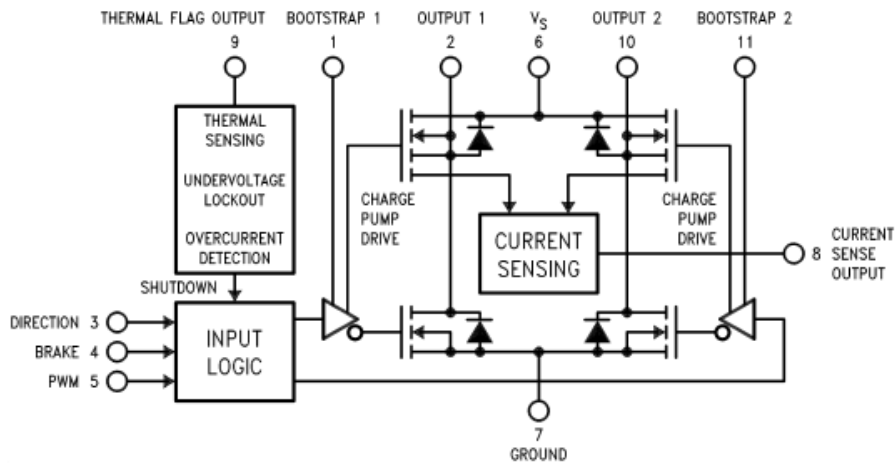 THERMAL FLAG OUTPUT BOOTSTRAP 1 OUTPUT 1 VS OUTPUT 2 BOOTSTRAP 2
9 1 2 6 10 11
THERMAL
SENSING
UNDERVOLTAGE
LOCKOUT
OVERCURRENT
DETECTION
CHARGE
PUMP
DRIVE
CURRENT
SENSING
CHARGE
PUMP
DRIVE
8 CURRENT
SENSE
OUTPUT
SHUTDOWN
DIRECTION 3
BRAKE 4
PWM 5
INPUT
LOGIC
7
GROUND